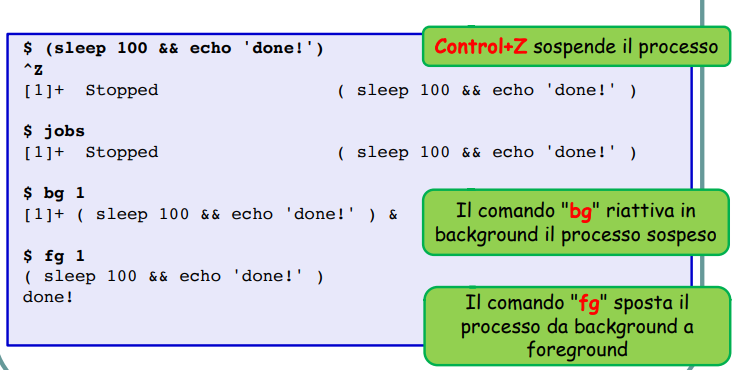 $ (sleep 100 && echo 'done!')
^Z
[1]+  Stopped                 ( sleep 100 && echo 'done!' )
$ jobs
[1]+  Stopped                 ( sleep 100 && echo 'done!' )
$ bg 1
[1]+ ( sleep 100 && echo 'done!' ) &
$ fg 1
( sleep 100 && echo 'done!' )
done!
Control+Z sospende il processo
Il comando "bg" riattiva in
background il processo sospeso
Il comando "fg" sposta il
processo da background a
foreground